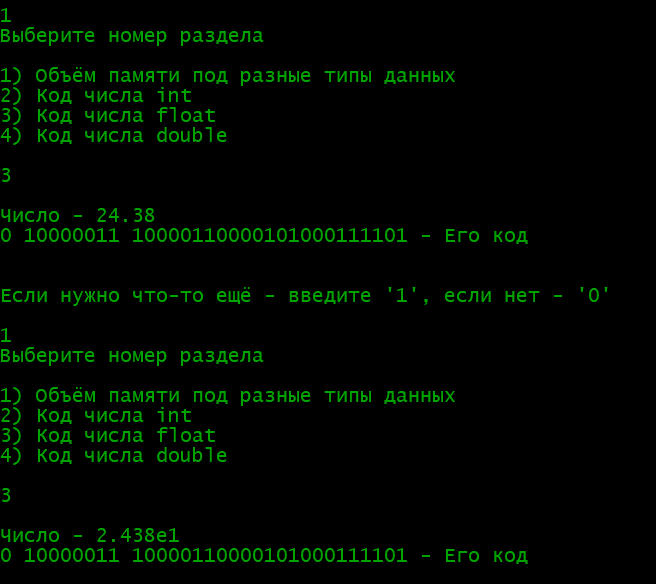 1
Выберите номер раздела
1) Объём памяти под разные типы данных
2) Код числа int
3) Код числа float
4) Код числа double
3
Число - 24.38
0 10000011 10000110000101000111101 - Его код
Если нужно что-то ещё - введите '1', если нет - '0'
1
Выберите номер раздела
1) Объём памяти под разные типы данных
2) Код числа int
3) Код числа float
4) Код числа double
3
Число - 2.438e1
0 10000011 10000110000101000111101 - Его код